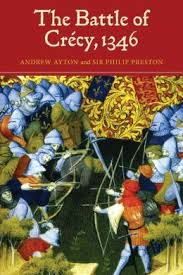 The Battle of
Crécy, 1346
ANDREW AYTON and SIR PHILIP PRESTON